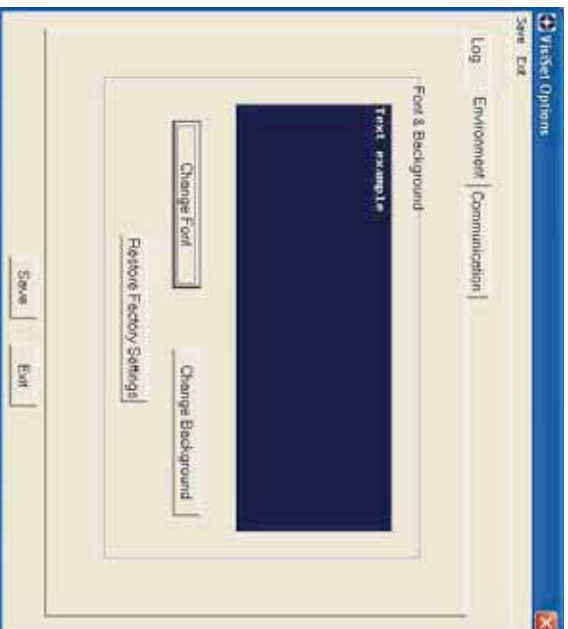 VisiSet Options
Save Exit
Log Environment Communication
Font & Background
Text example
Change Font Change Background
Restore Factory Settings
Save Exit